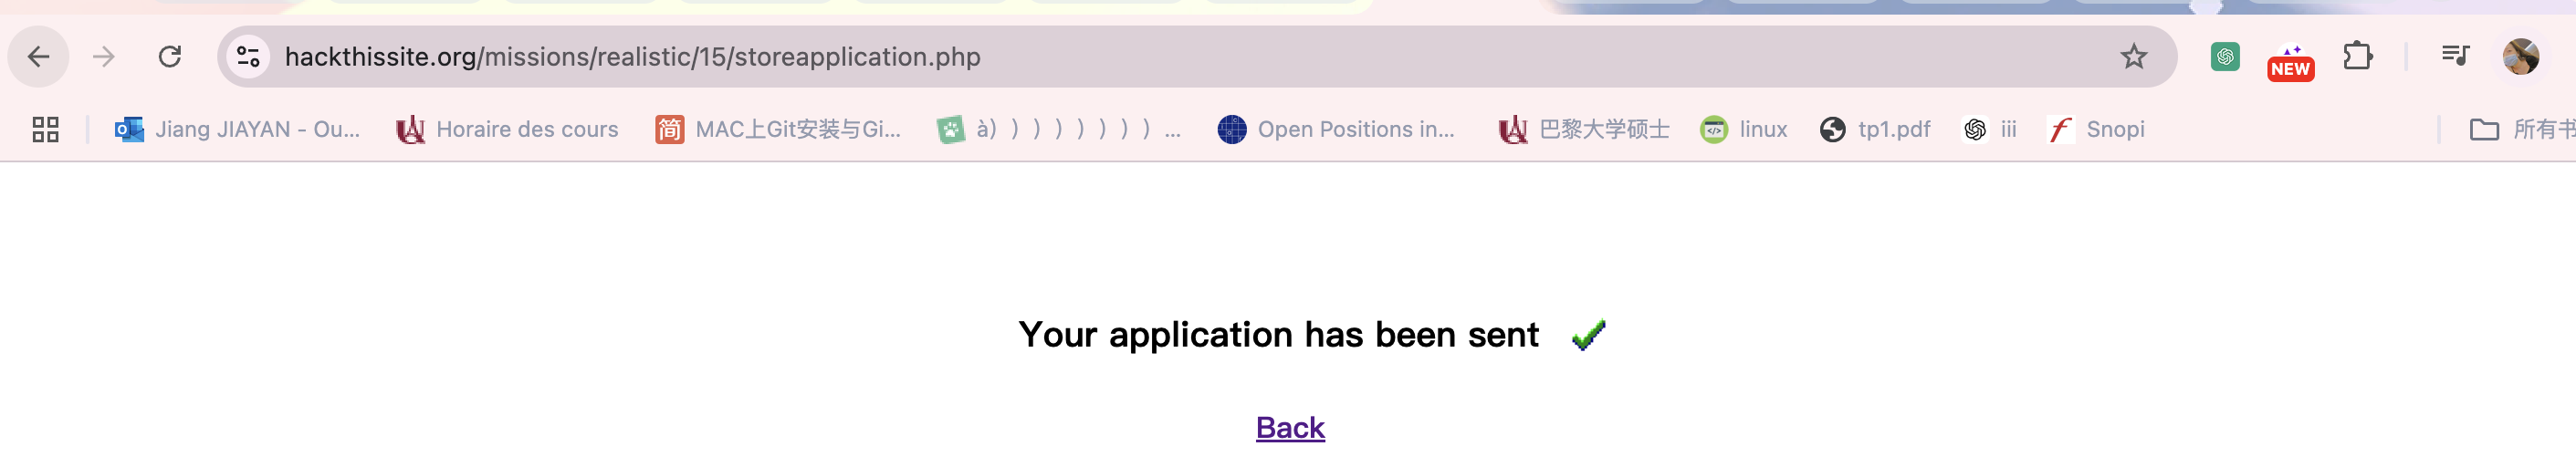 hackthissite.org/missions/realistic/15/storeapplication.php
NEW
Jiang JIAYAN - Ou... Horaire des cours MAC上Git安装与Gi... à））））））））... Open Positions in... 巴黎大学硕士 linux tp1.pdf iii Snopi 所有书
Your application has been sent
Back